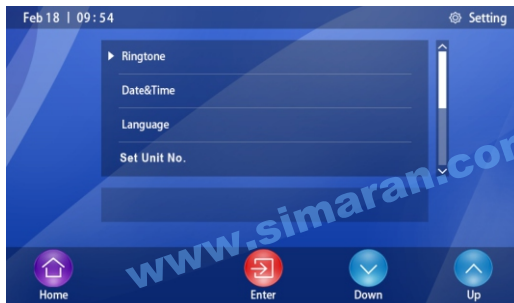 Feb 18 | 09:54
Setting
Ringtone
Date&Time
Language
Set Unit No.
www.simaran.com
Home
Enter
Down
Up